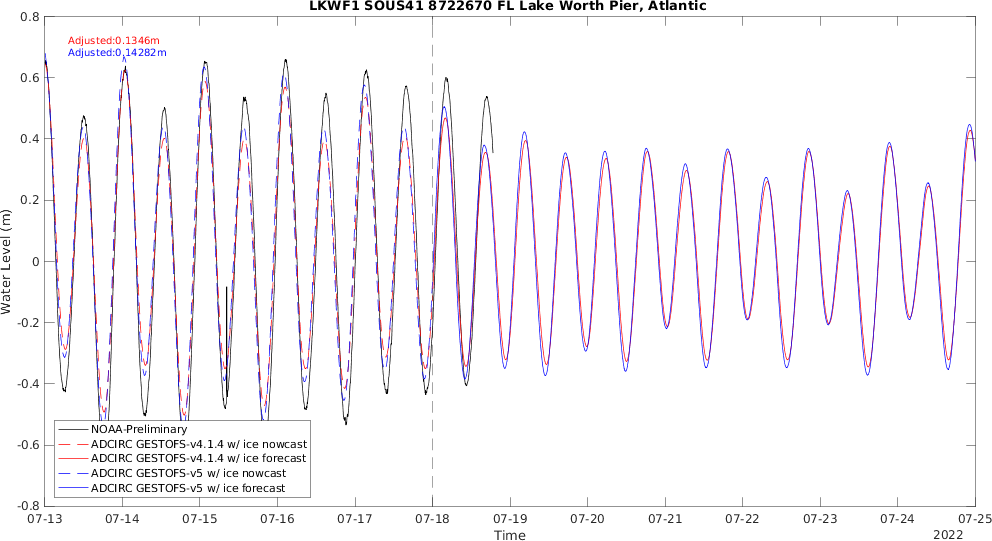 LKWF1 SOUS41 8722670 FL Lake Worth Pier, Atlantic
Adjusted:0.1346m
Adjusted:0.14282m
0.8
0.6
0.4
0.2
0
-0.2
-0.4
-0.6
-0.8
Water Level (m)
NOAA-Preliminary
ADCIRC GESTOFS-v4.1.4 w/ ice nowcast
ADCIRC GESTOFS-v4.1.4 w/ ice forecast
ADCIRC GESTOFS-v5 w/ ice nowcast
ADCIRC GESTOFS-v5 w/ ice forecast
07-13 07-14 07-15 07-16 07-17 07-18 07-19 07-20 07-21 07-22 07-23 07-24 07-25
Time
2022